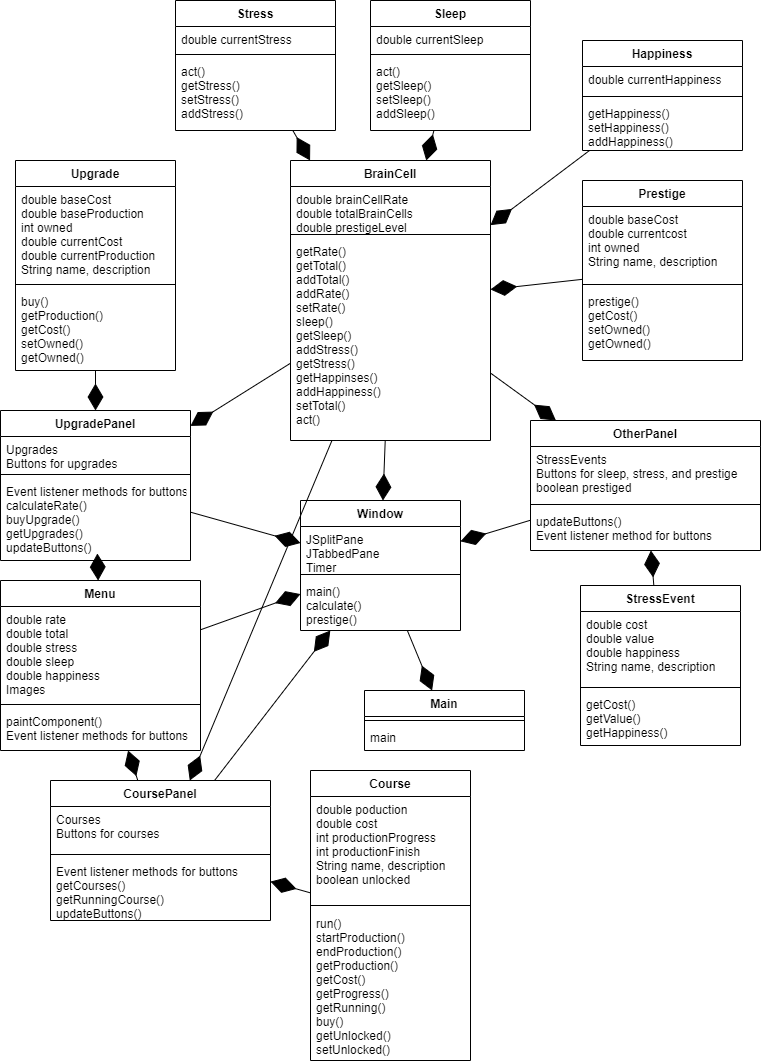 Stress
double currentStress
act()
getStress()
setStress()
addStress()
Sleep
double currentSleep
act()
getSleep()
setSleep()
addSleep()
Happiness
double currentHappiness
getHappiness()
setHappiness()
addHappiness()
Upgrade
double baseCost
double baseProduction
int owned
double currentCost
double currentProduction
String name, description
buy()
getProduction()
getCost()
setOwned()
getOwned()
BrainCell
double brainCellRate
double totalBrainCells
double prestigeLevel
getRate()
getTotal()
addTotal()
addRate()
setRate()
sleep()
getSleep()
addStress()
getStress()
getHappinses()
addHappiness()
setTotal()
act()
Prestige
double baseCost
double currentcost
int owned
String name, description
prestige()
getCost()
setOwned()
getOwned()
UpgradePanel
Upgrades
Buttons for upgrades
Event listener methods for buttons
calculateRate()
buyUpgrade()
getUpgrades()
updateButtons()
OtherPanel
StressEvents
Buttons for sleep, stress, and prestige
boolean prestiged
updateButtons()
Event listener method for buttons
Window
JSplitPane
JTabbedPane
Timer
main()
calculate()
prestige()
Menu
double rate
double total
double stress
double sleep
double happiness
Images
paintComponent()
Event listener methods for buttons
StressEvent
double cost
double value
double happiness
String name, description
getCost()
getValue()
getHappiness()
Main
main
CoursePanel
Courses
Buttons for courses
Event listener methods for buttons
getCourses()
getRunningCourse()
updateButtons()
Course
double poduction
double cost
int productionProgress
int productionFinish
String name, description
boolean unlocked
run()
startProduction()
endProduction()
getProduction()
getCost()
getProgress()
getRunning()
buy()
getUnlocked()
setUnlocked()